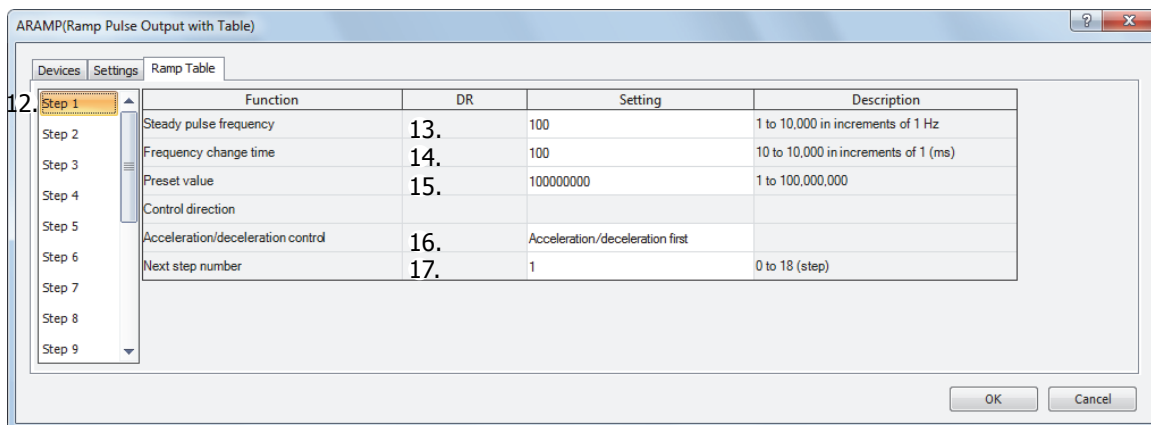 ARAMP(Ramp Pulse Output with Table)
?
X
Devices Settings Ramp Table
Function DR Setting Description
12. Step 1
Step 2
Step 3
Step 4
Step 5
Step 6
Step 7
Step 8
Step 9
Steady pulse frequency 13. 100 1 to 10,000 in increments of 1 Hz
Frequency change time 14. 100 10 to 10,000 in increments of 1 (ms)
Preset value 15. 100000000 1 to 100,000,000
Control direction
Acceleration/deceleration control 16. Acceleration/deceleration first
Next step number 17. 1 0 to 18 (step)
OK Cancel